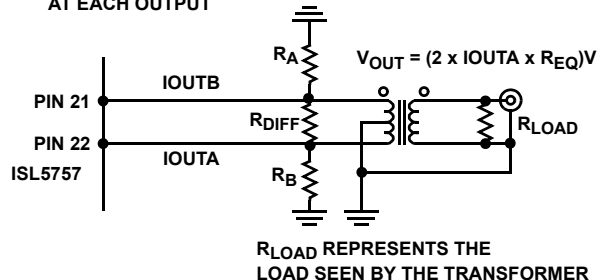 AT EACH OUTPUT
RA
VOUT = (2 x IOUTA x REQ)V
IOUTB
PIN 21
RDIFF
RLOAD
PIN 22
IOUTA
ISL5757
RB
RLOAD REPRESENTS THE
LOAD SEEN BY THE TRANSFORMER